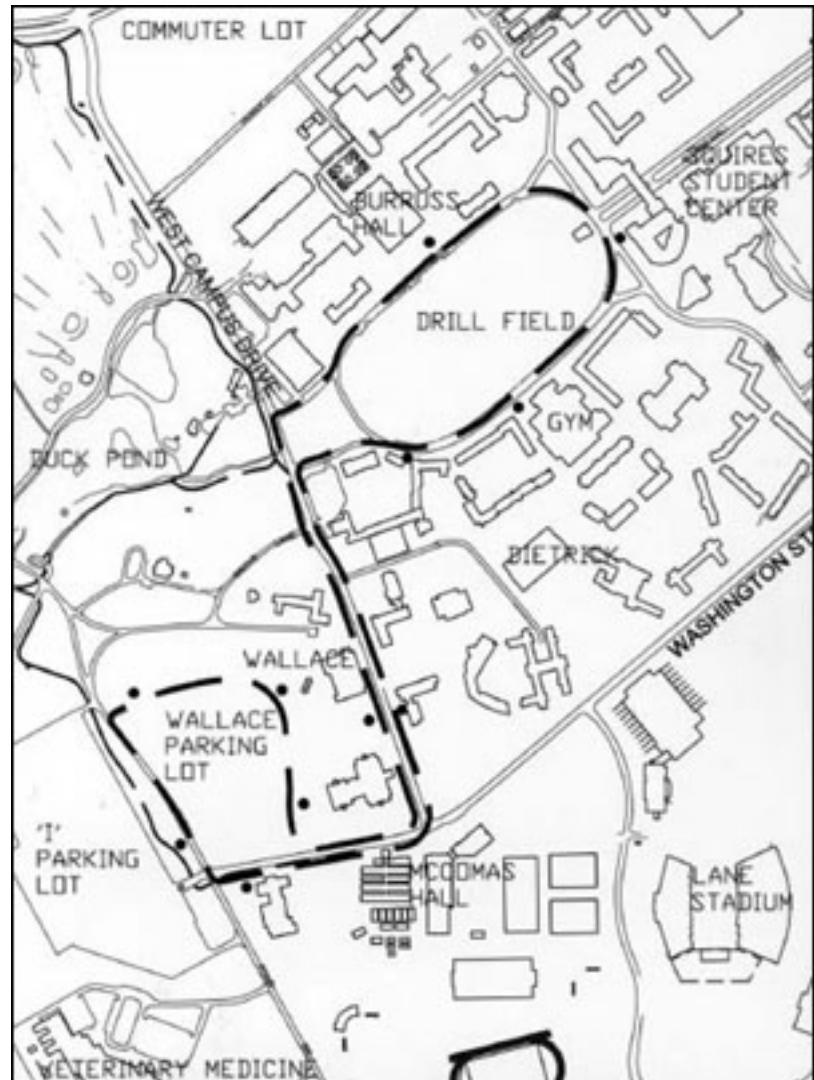 COMMUTER LOT
SQUIRES
STUDENT
CENTER
BURRUSS
HALL
WEST CAMPUS DRIVE
DRILL FIELD
GYM
DUCK POND
DIETRICK
WASHINGTON ST
WALLACE
WALLACE
PARKING
LOT
'I'
PARKING
LOT
MCCOMAS
HALL
LANE
STADIUM
VETERINARY MEDICINE